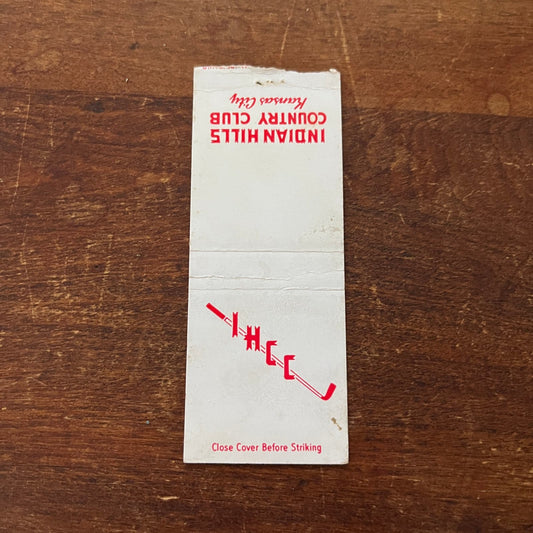 INDIAN HILLS
COUNTRY CLUB
Kansas City
IHCC
Close Cover Before Striking